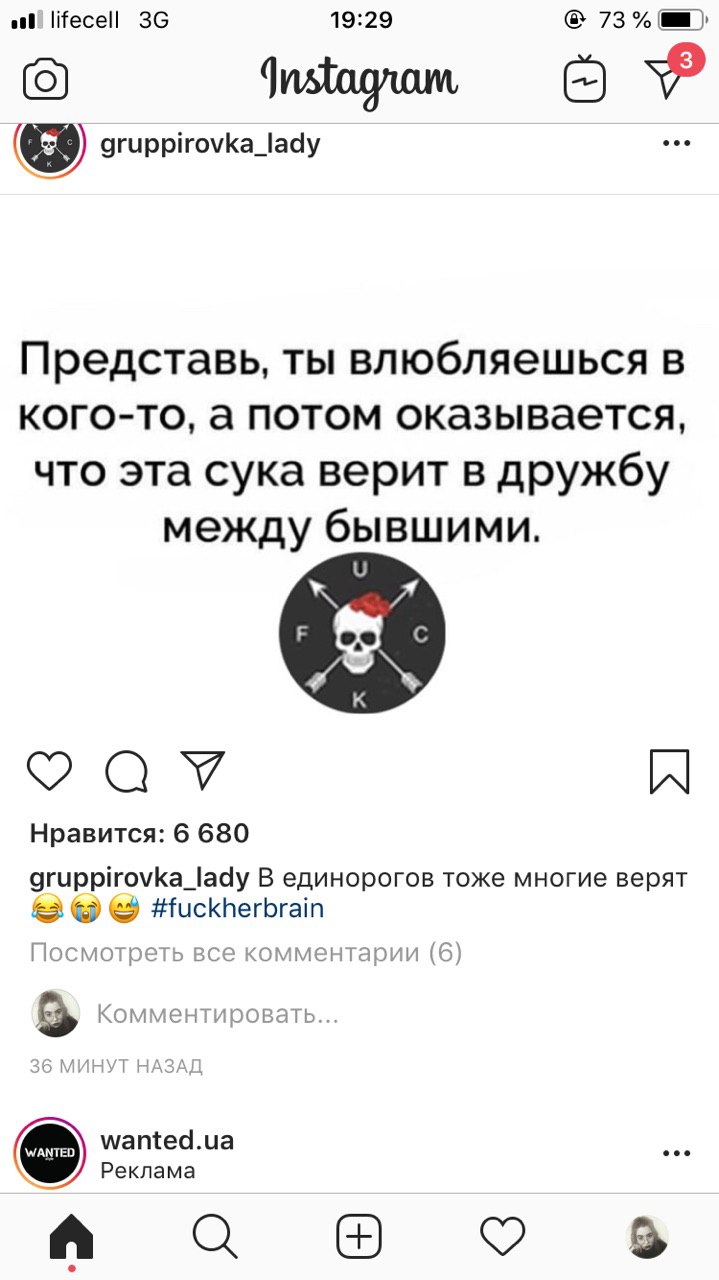 lifecell 3G 19:29 73 %
Instagram 3
gruppirovka_lady
Представь, ты влюбляешься в
кого-то, а потом оказывается,
что эта сука верит в дружбу
между бывшими.
U
F C
K
Нравится: 6 680
gruppirovka_lady В единорогов тоже многие верят
😂😭😅 #fuckherbrain
Посмотреть все комментарии (6)
Комментировать...
36 МИНУТ НАЗАД
WANTED
wanted.ua
Реклама